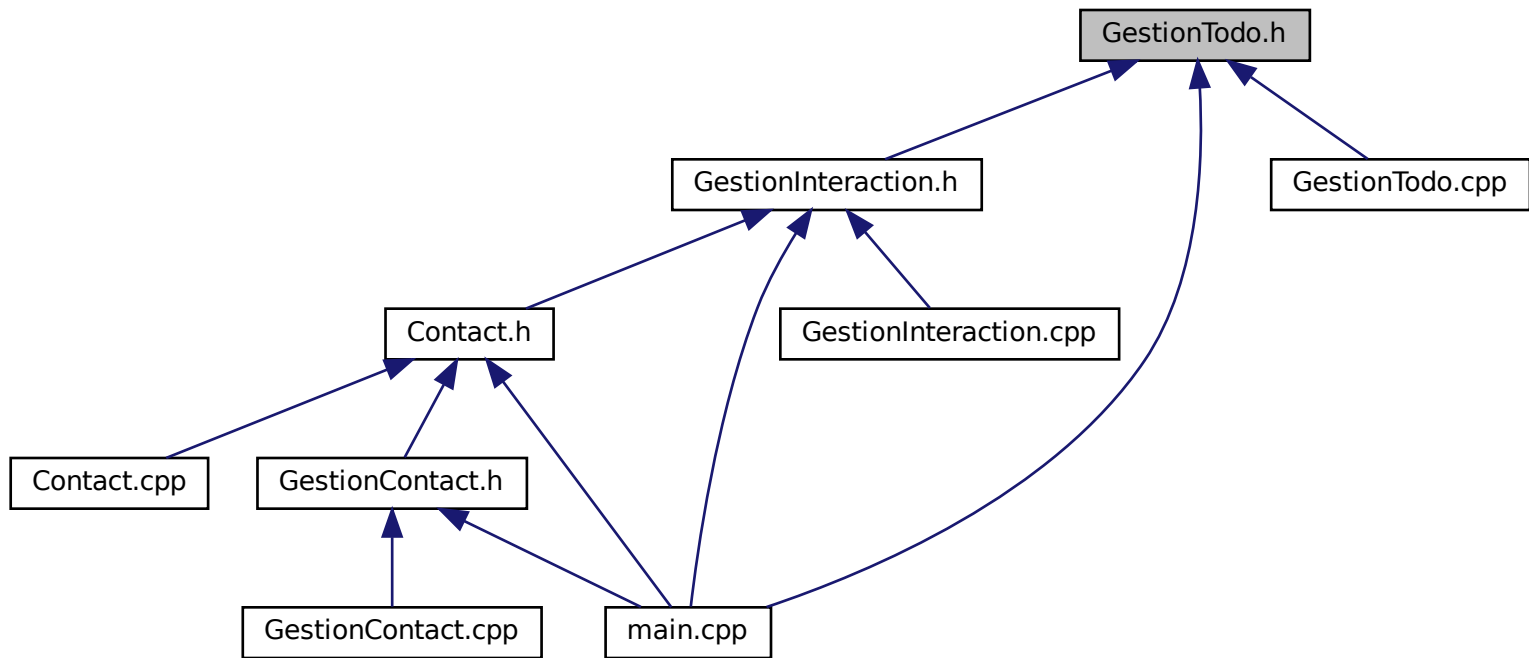 GestionTodo.h
GestionInteraction.h
GestionTodo.cpp
Contact.h
GestionInteraction.cpp
Contact.cpp
GestionContact.h
GestionContact.cpp
main.cpp